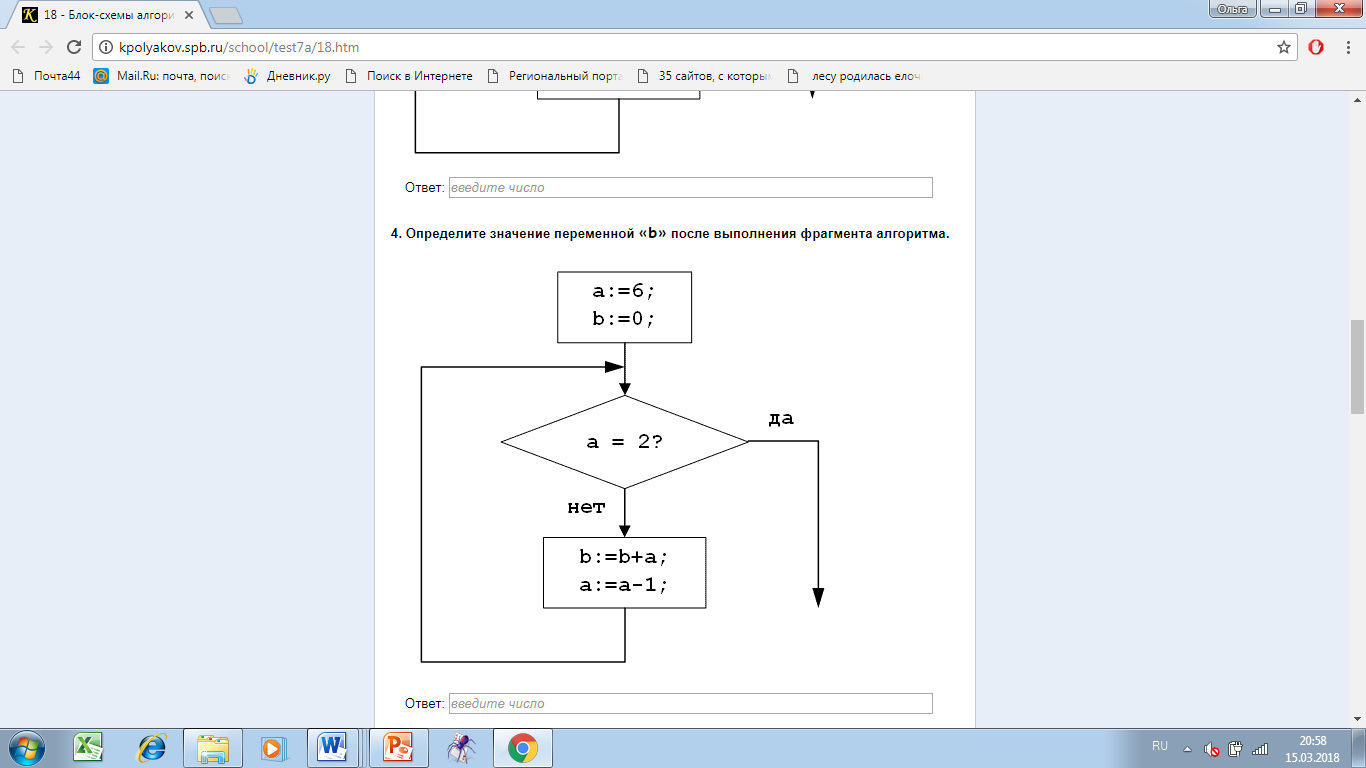 18 - Блок-схемы алгори
Ольга
kpolyakov.spb.ru/school/test7a/18.htm
Почта44
Mail.Ru: почта, поис
Дневник.ру
Поиск в Интернете
Региональный порта
35 сайтов, с которы
лесу родилась елоч
Ответ: введите число
4. Определите значение переменной «b» после выполнения фрагмента алгоритма.
a:=6;
b:=0;
да
a = 2?
нет
b:=b+a;
a:=a-1;
Ответ: введите число
RU
20:58
15.03.2018